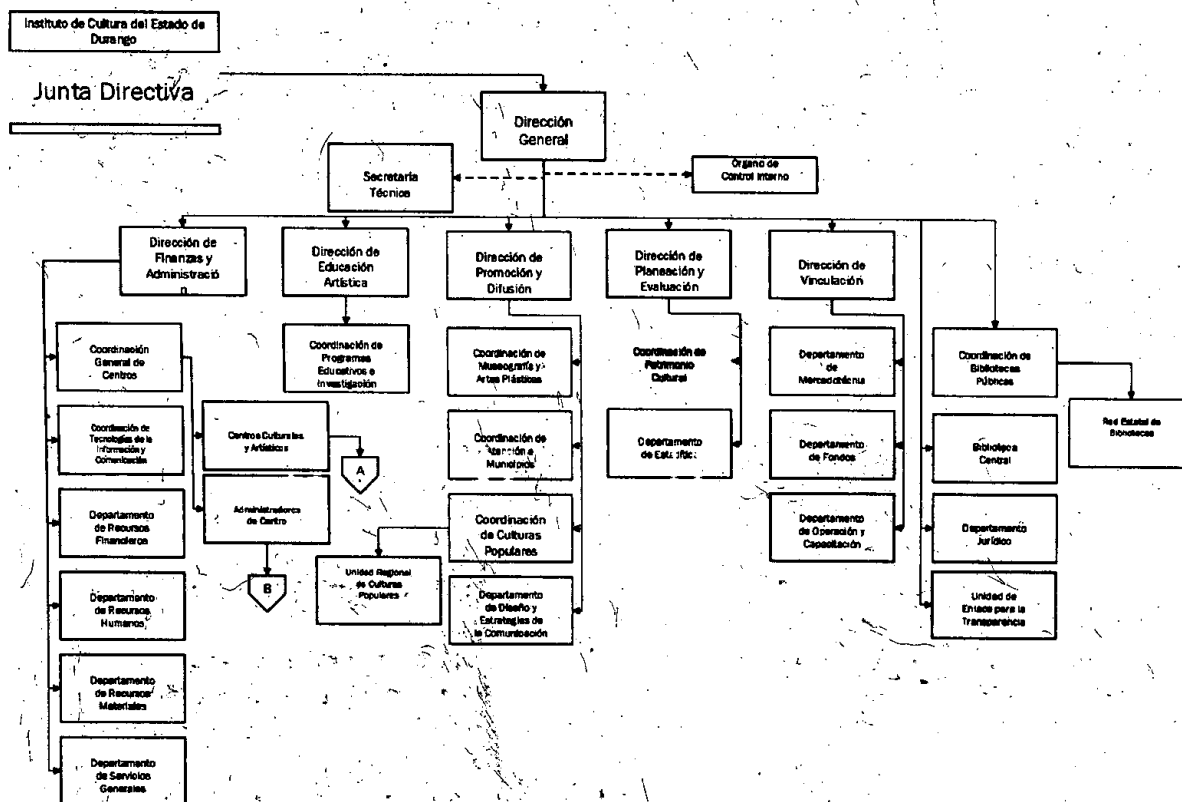 Instituto de Cultura del Estado de
Durango
Junta Directiva
Dirección
General
Secretaría
Técnica
Órgano de
Control Interno
Dirección de
Finanzas y
Administració
n
Dirección de
Educación
Artística
Dirección de
Promoción y
Difusión
Dirección de
Planeación y
Evaluación
Dirección de
Vinculación
Coordinación
General de
Centros
Coordinación de
Programas
Educativos e
Investigación
Coordinación de
Museografía y
Artes Plásticas
Coordinación de
Patrimonio
Cultural
Departamento
de
Mercadotécnia
Coordinación de
Bibliotecas
Públicas
Red Estatal de
Bibliotecas
Coordinación de
Tecnologías de la
Información y
Comunicación
Centros Culturales
y Artísticos
A
Coordinación de
Atención a
Municipios
Departamento
de
Departamento
de Fondos
Biblioteca
Central
Departamento
de Recursos
Financieros
Administradores
de Centro
B
Coordinación
de Culturas
Populares
Unidad Regional
de Culturas
Populares
Departamento
de Operación y
Capacitación
Departamento
Jurídico
Departamento
de Recursos
Humanos
Departamento
de Diseño y
Estrategias de
la Comunicación
Unidad de
Enlace para la
Transparencia
Departamento
de Recursos
Materiales
Departamento
de Servicios
Generales